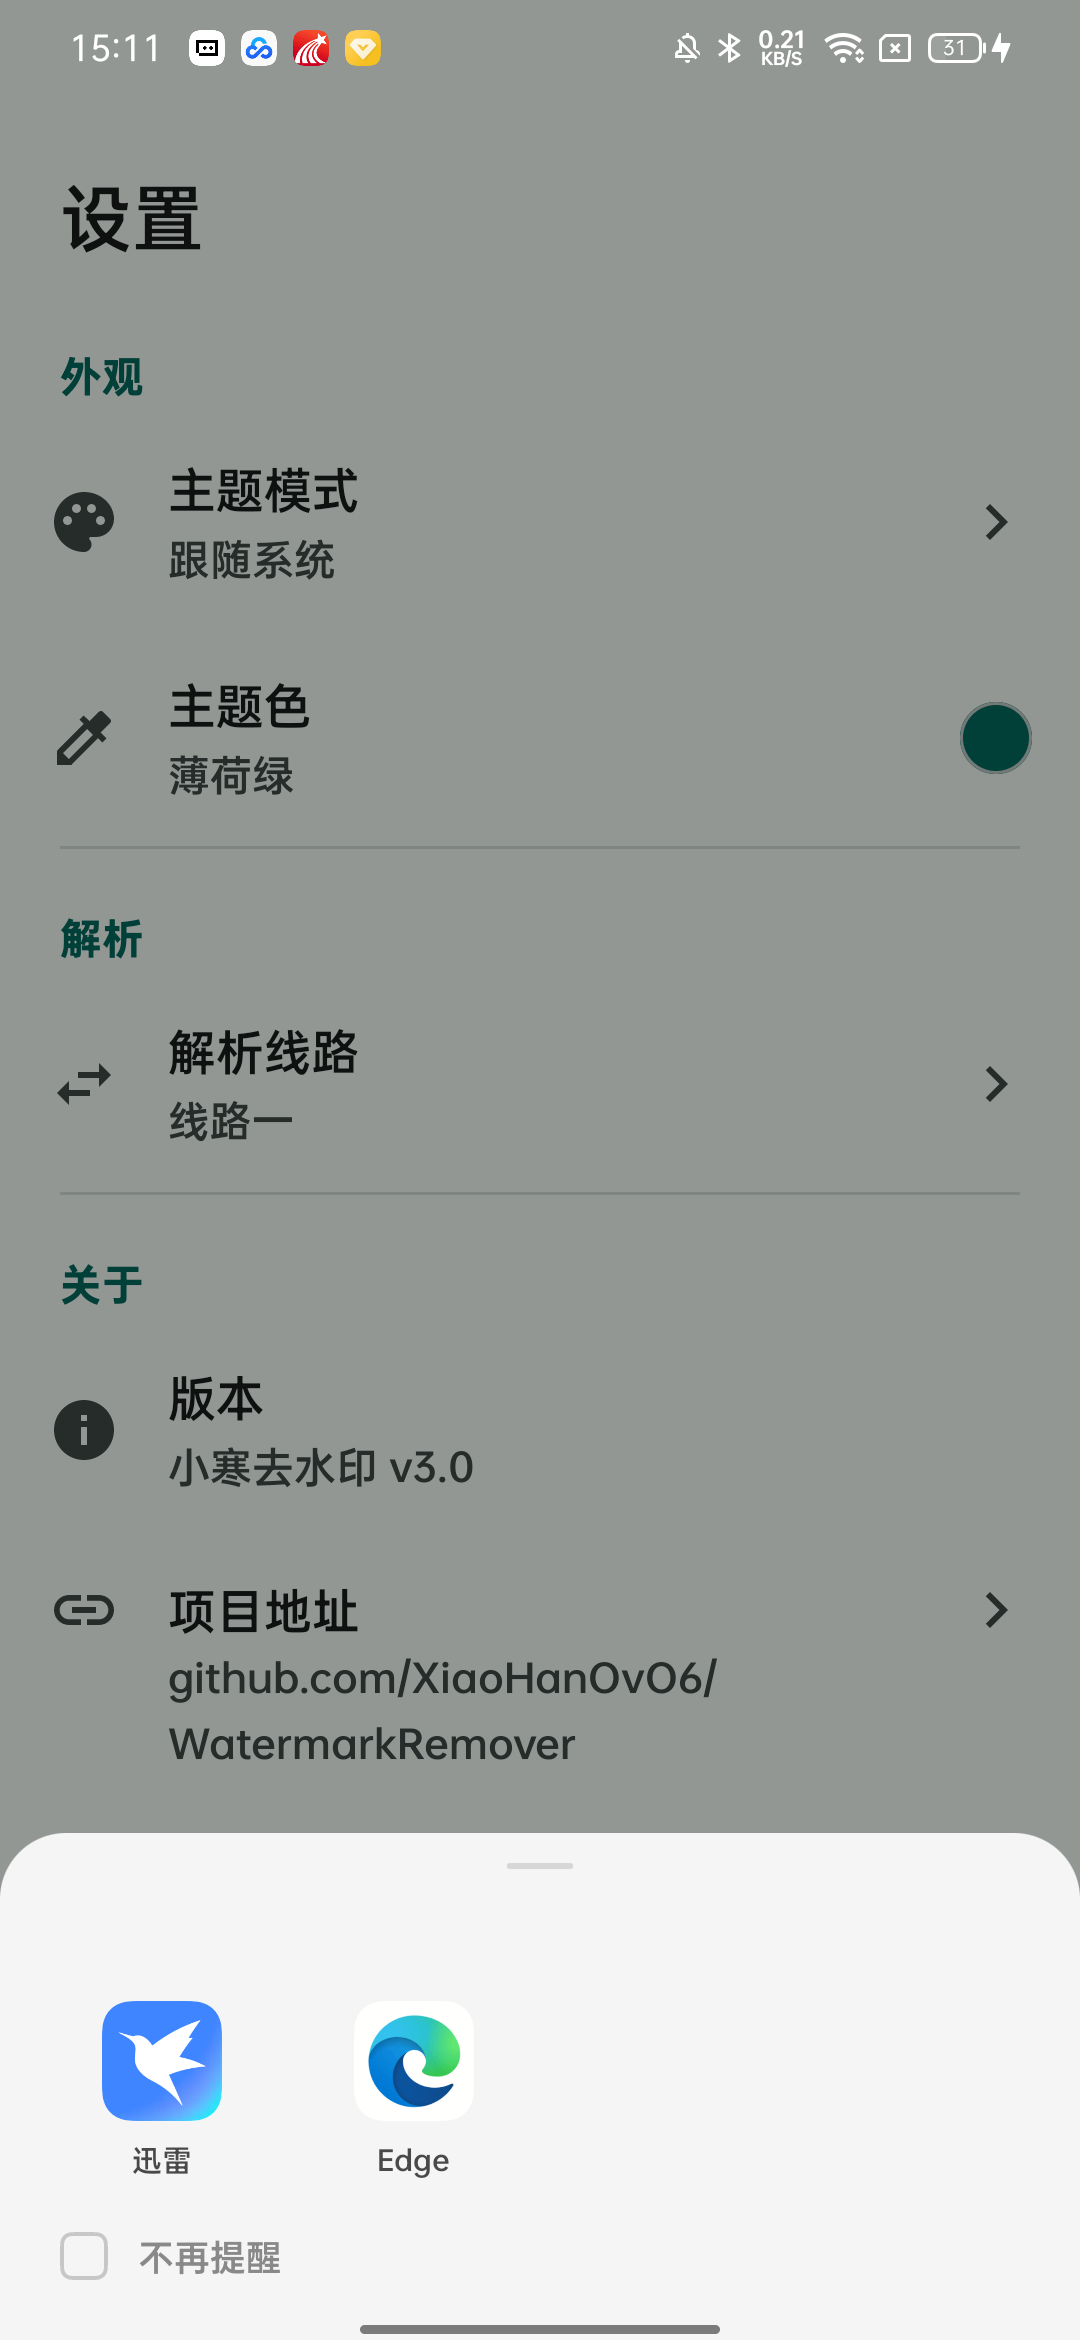 15:11
0.21
KB/S
31
设置
外观
主题模式
跟随系统
主题色
薄荷绿
解析
解析线路
线路一
关于
版本
小寒去水印 v3.0
项目地址
github.com/XiaoHanOvO6/
WatermarkRemover
迅雷
Edge
不再提醒